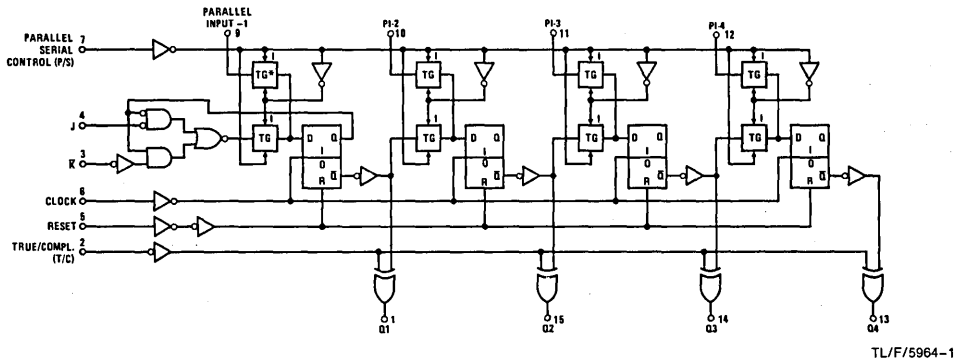 PARALLEL
INPUT -1
9
PI-2
10
PI-3
11
PI-4
12
PARALLEL
SERIAL
CONTROL (P/S)
7
I
TG*
I
TG
I
TG
I
TG
I
TG
I
TG
I
TG
I
TG
J
4
K̅
3
CLOCK
6
RESET
5
TRUE/COMPL.
(T/C)
2
D Q
I
O Q̅
R
D Q
I
O Q̅
R
D Q
I
O Q̅
R
D Q
I
O Q̅
R
1
Q1
15
Q2
14
Q3
13
Q4
TL/F/5964-1